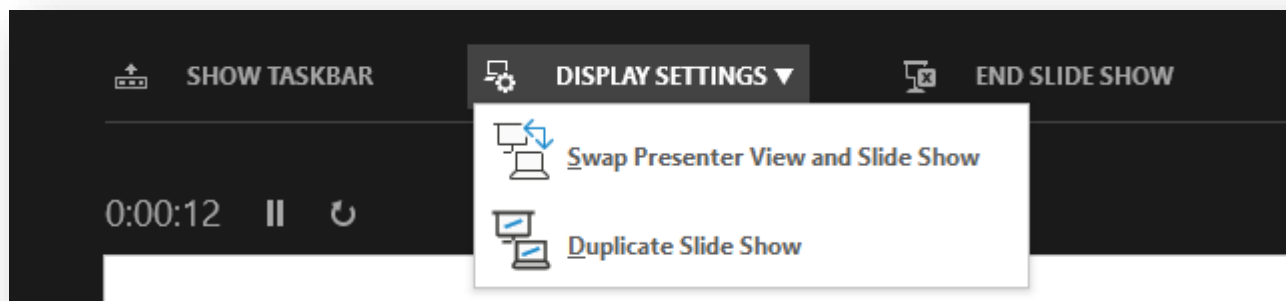 SHOW TASKBAR DISPLAY SETTINGS ▼ END SLIDE SHOW
Swap Presenter View and Slide Show
0:00:12
Duplicate Slide Show